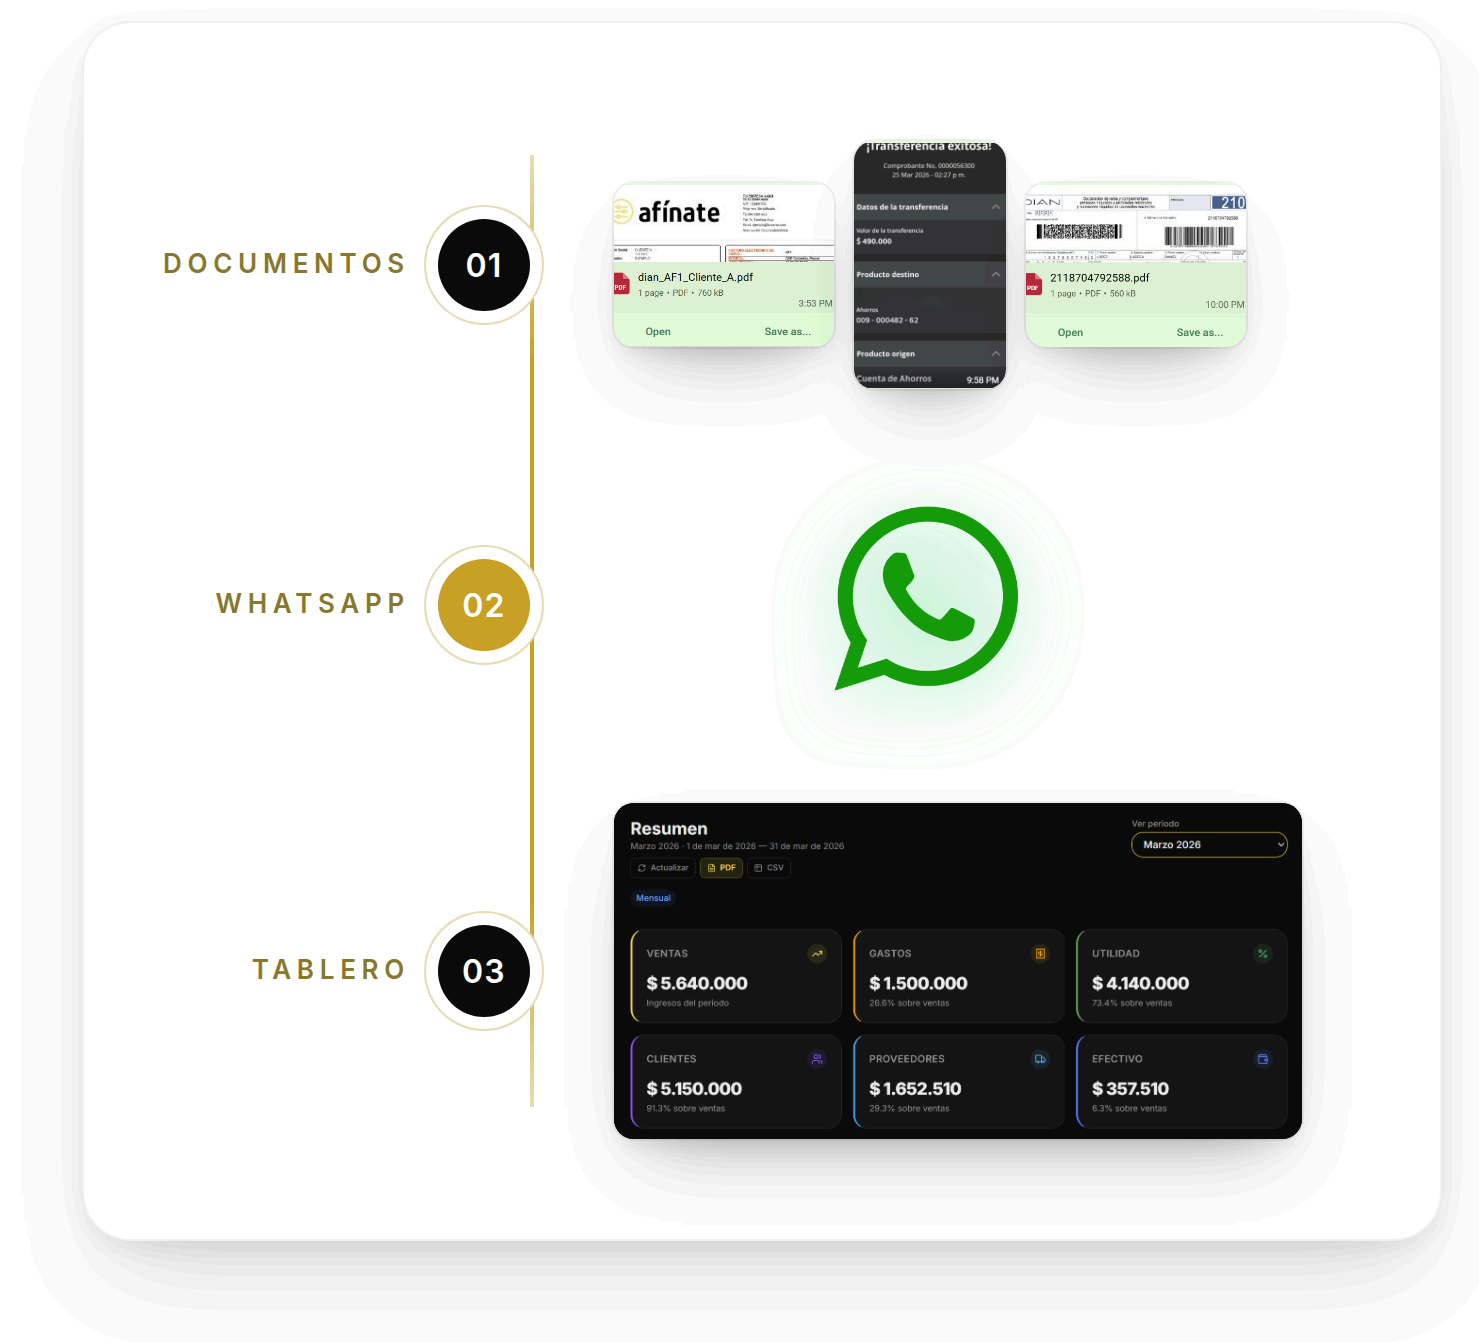 DOCUMENTOS
01
afínate
dian_AF1_Cliente_A.pdf
PDF
1 page • PDF • 760 kB
3:53 PM
Open
Save as...
¡Transferencia exitosa!
Comprobante No. 0000056300
25 Mar 2026 - 02:27 p m.
Datos de la transferencia
Valor de la transferencia
$ 490.000
Producto destino
Ahorros
009 - 000482 - 62
Producto origen
Cuenta de Ahorros
9:58 PM
DIAN
210
2118704792588
2118704792588.pdf
PDF
1 page • PDF • 560 kB
10:00 PM
Open
Save as...
WHATSAPP
02
TABLERO
03
Resumen
Marzo 2026 · 1 de mar de 2026 — 31 de mar de 2026
Actualizar
PDF
CSV
Mensual
Ver periodo
Marzo 2026
VENTAS
$ 5.640.000
Ingresos del periodo
GASTOS
$ 1.500.000
26.6% sobre ventas
UTILIDAD
$ 4.140.000
73.4% sobre ventas
CLIENTES
$ 5.150.000
91.3% sobre ventas
PROVEEDORES
$ 1.652.510
29.3% sobre ventas
EFECTIVO
$ 357.510
6.3% sobre ventas